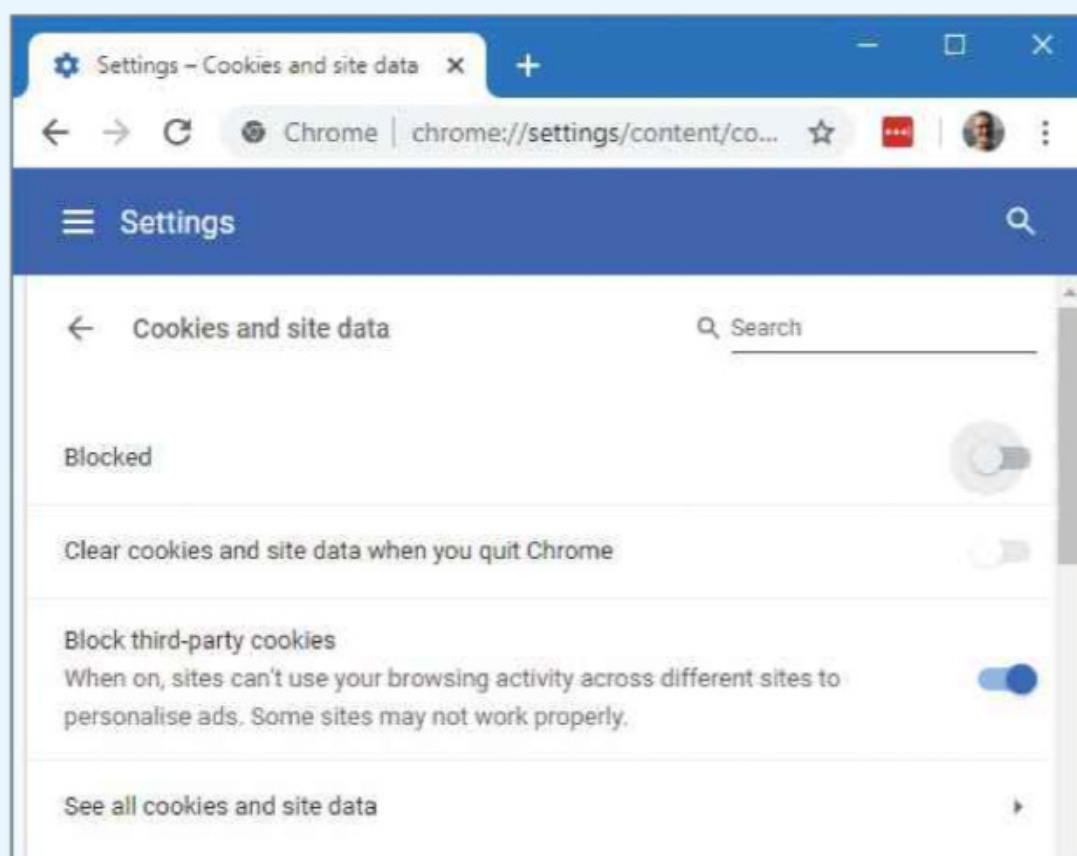 Settings – Cookies and site data
Chrome | chrome://settings/content/co...
Settings
Cookies and site data
Search
Blocked
Clear cookies and site data when you quit Chrome
Block third-party cookies
When on, sites can't use your browsing activity across different sites to
personalise ads. Some sites may not work properly.
See all cookies and site data